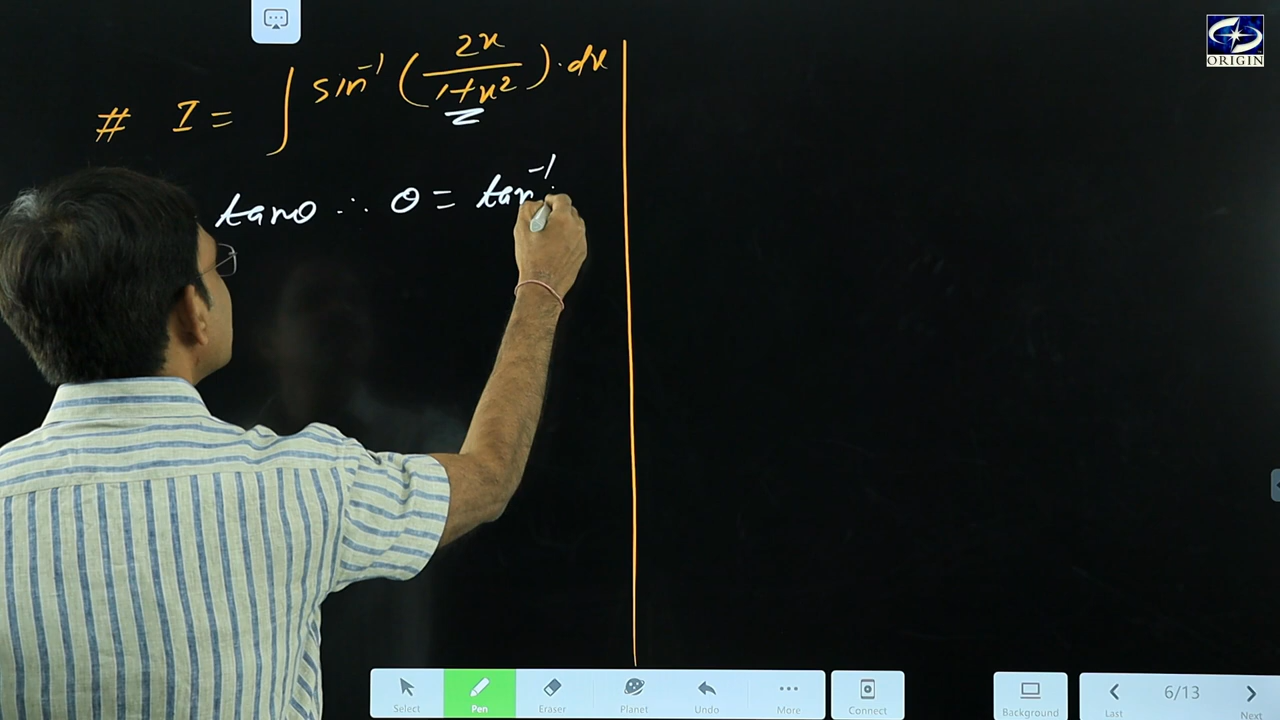 # I = ∫ sin⁻¹ (2x / 1+x²) · dx
tanθ ∴ θ = tan⁻¹
ORIGIN
Select Pen Eraser Planet Undo More Connect Background Last 6/13 Next